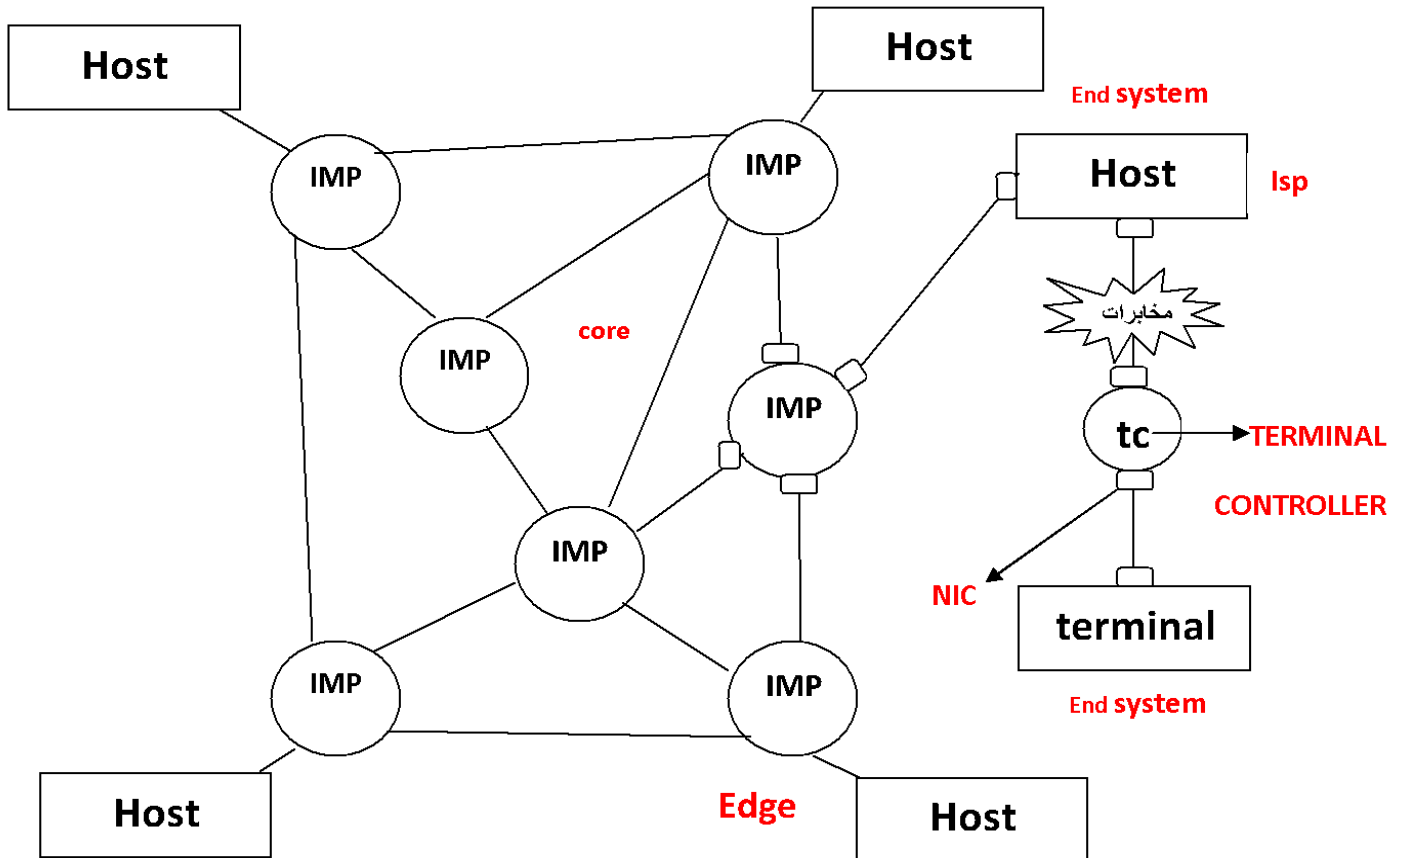 Host
Host
End system
IMP
IMP
Host
Isp
مخابرات
core
IMP
IMP
tc
TERMINAL
CONTROLLER
IMP
NIC
terminal
IMP
IMP
End system
Host
Edge
Host